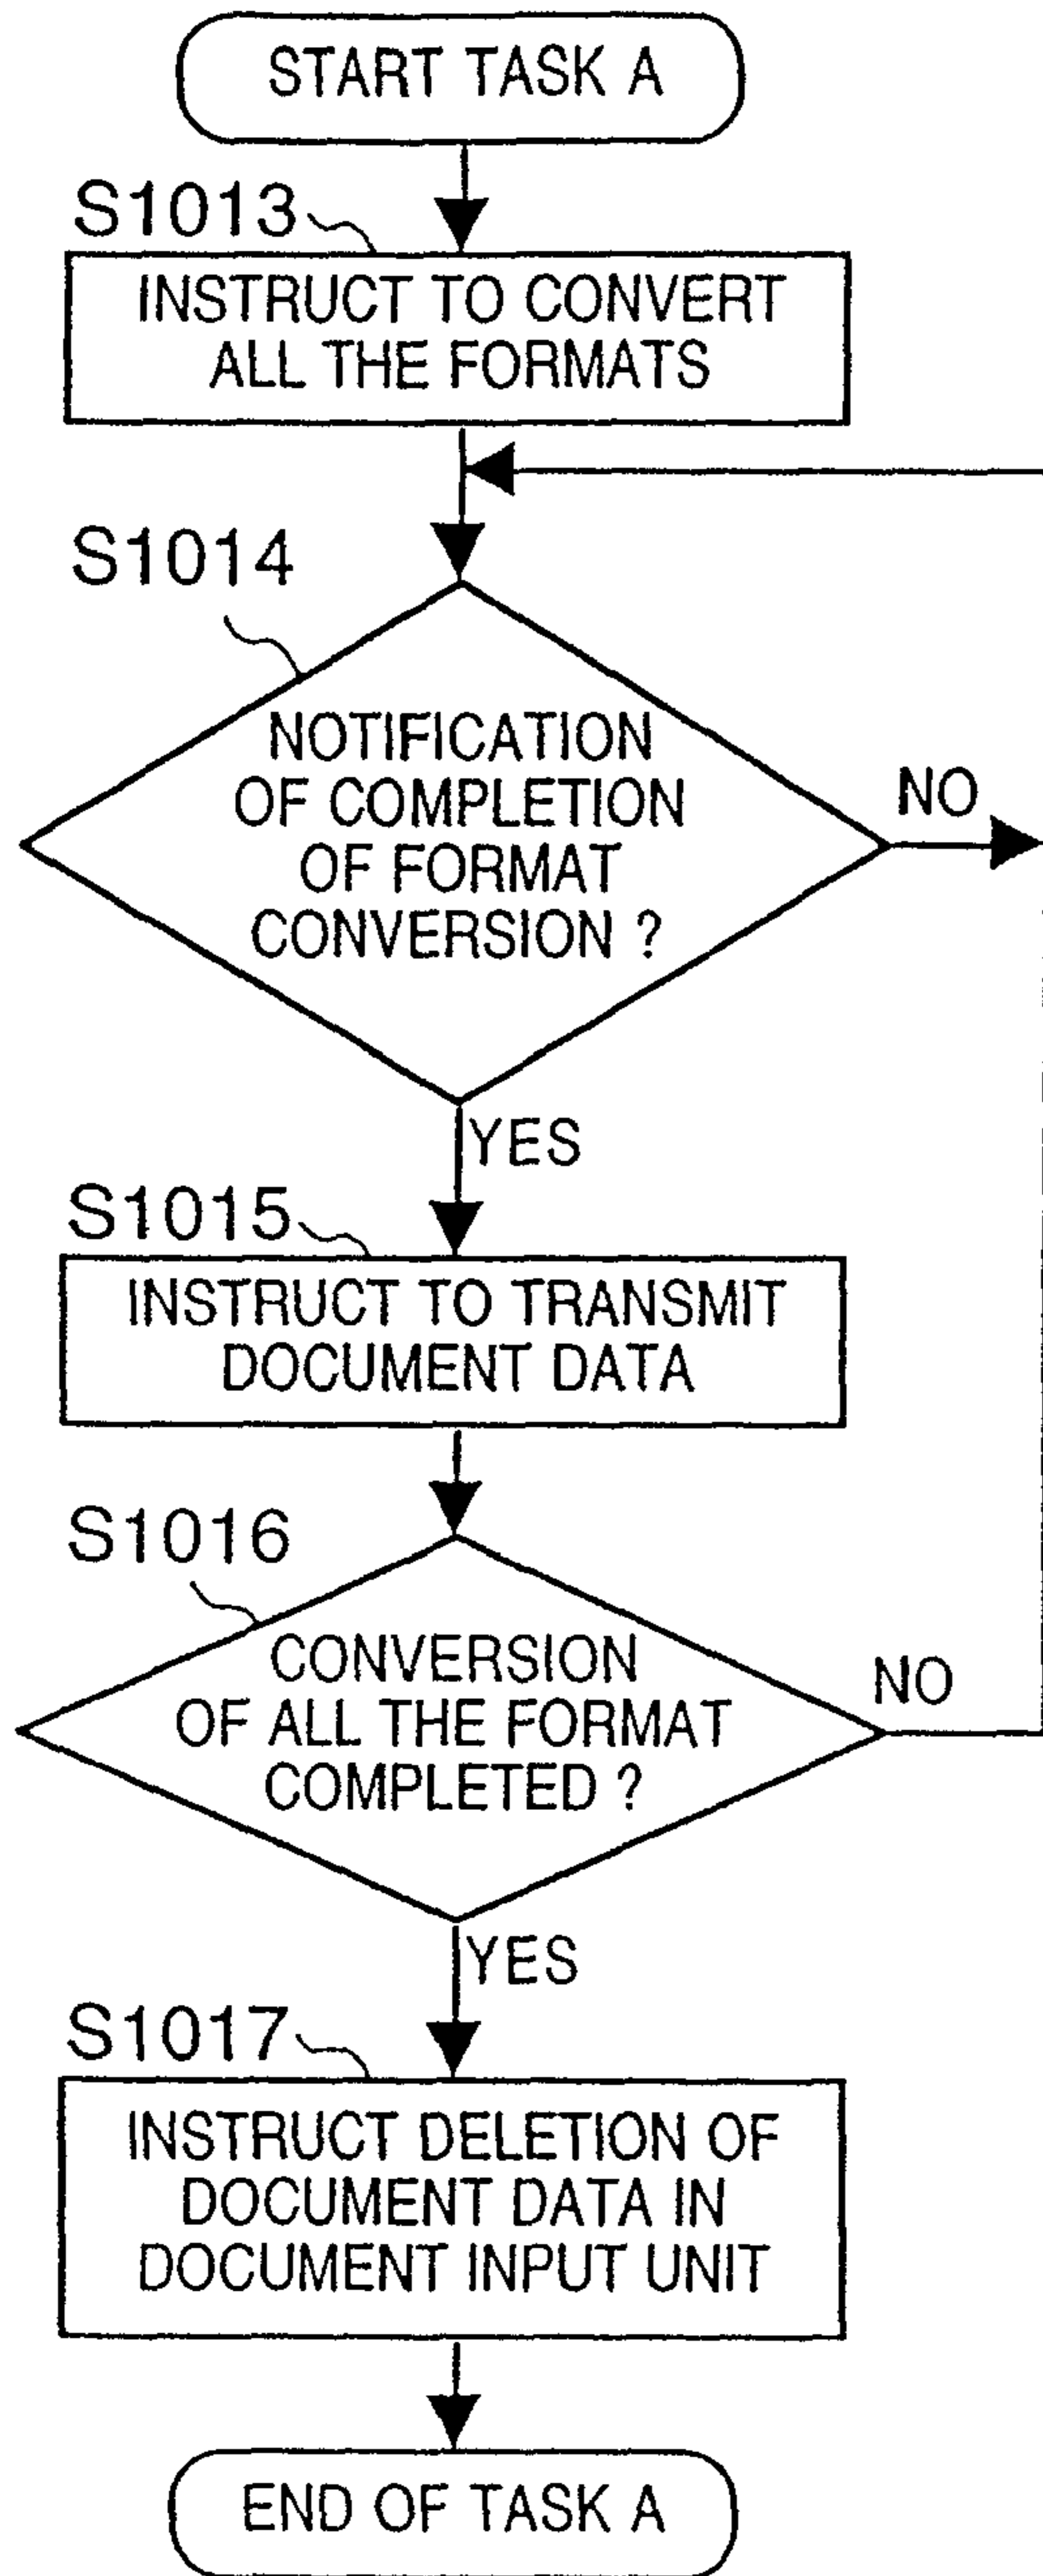 START TASK A
S1013
INSTRUCT TO CONVERT
ALL THE FORMATS
S1014
NOTIFICATION
OF COMPLETION
OF FORMAT
CONVERSION ?
NO
YES
S1015
INSTRUCT TO TRANSMIT
DOCUMENT DATA
S1016
CONVERSION
OF ALL THE FORMAT
COMPLETED ?
NO
YES
S1017
INSTRUCT DELETION OF
DOCUMENT DATA IN
DOCUMENT INPUT UNIT
END OF TASK A